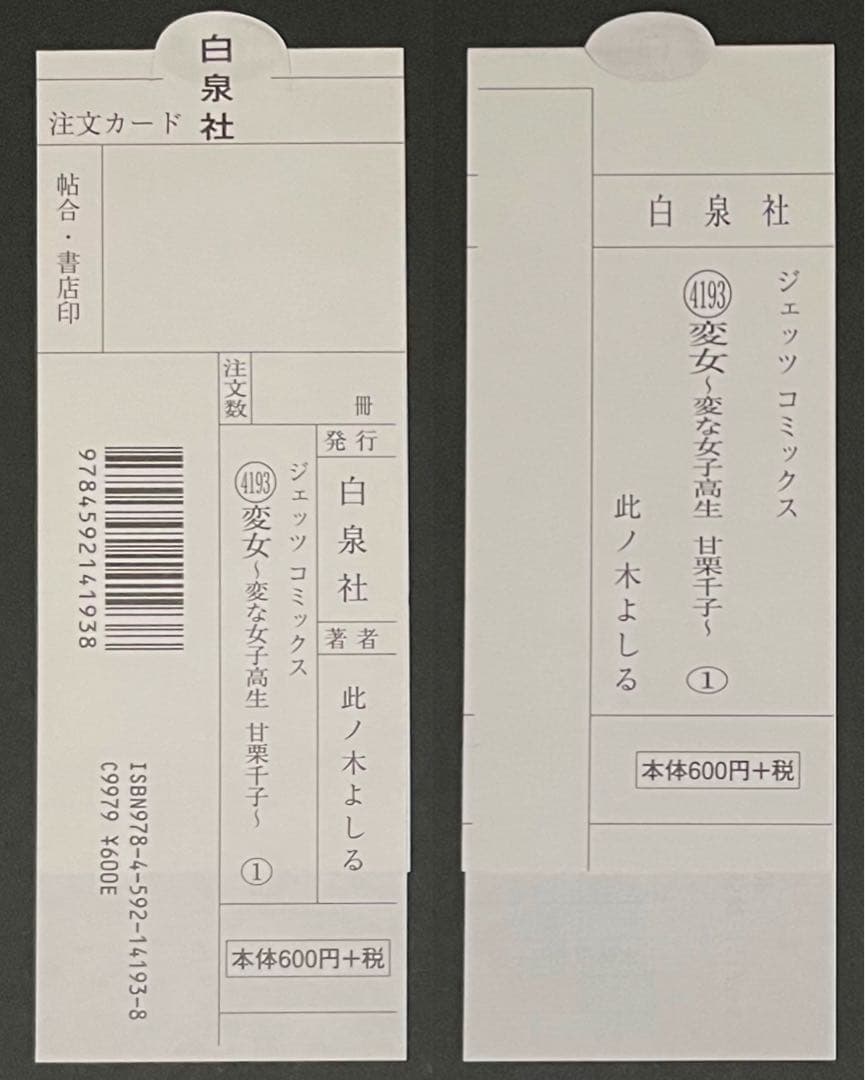 白泉社
注文カード
帖合・書店印
注文数
冊
発行
白泉社
著者
此ノ木よしる
ジェッツ コミックス
4193 変女～変な女子高生 甘栗千子～ 1
本体600円+税
9784592141938
ISBN978-4-592-14193-8
C9979 ¥600E
白泉社
ジェッツ コミックス
4193 変女～変な女子高生 甘栗千子～ 1
此ノ木よしる
本体600円+税